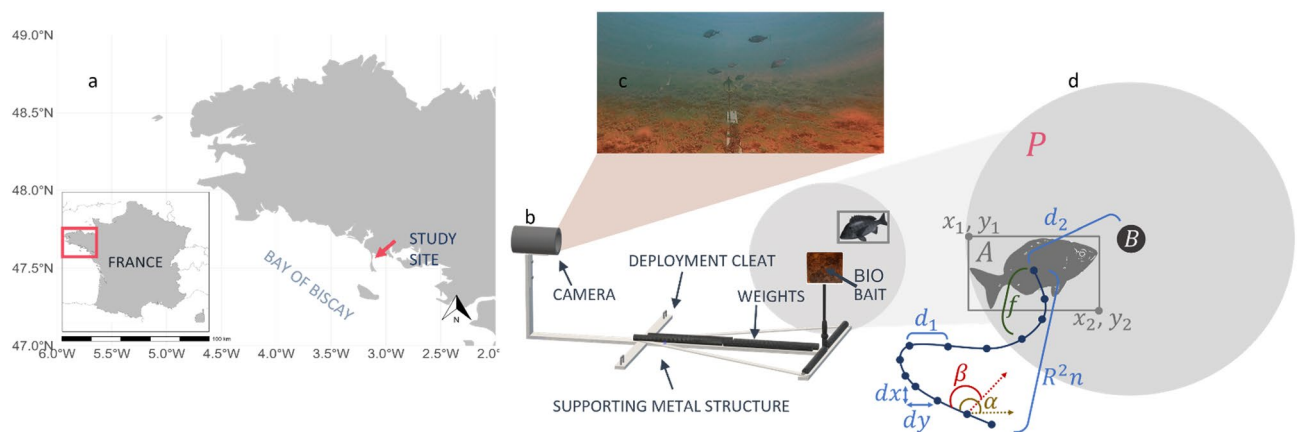 a
49.0°N
48.5°N
48.0°N
47.5°N
47.0°N
6.0°W
5.5°W
5.0°W
4.5°W
4.0°W
3.5°W
3.0°W
2.5°W
2.0°
FRANCE
100 km
BAY OF BISCAY
STUDY
SITE
N
b
CAMERA
DEPLOYMENT CLEAT
WEIGHTS
BIO
BAIT
SUPPORTING METAL STRUCTURE
c
d
P
x₁, y₁
A
d₂
B
f
x₂, y₂
d₁
R²n
β
α
dx
dy